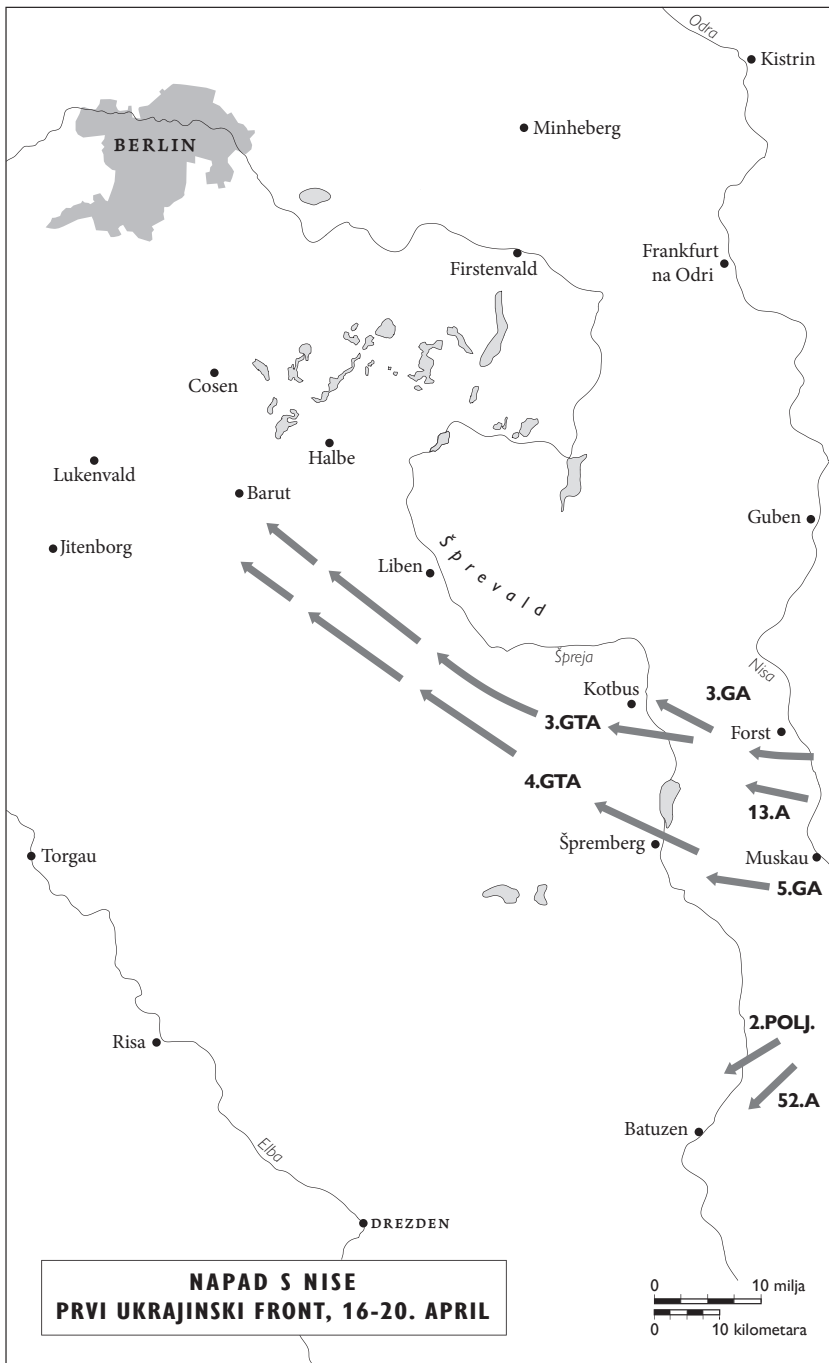 Odra
Kistrin
Minheberg
BERLIN
Frankfurt
na Odri
Firstenvald
Cosen
Halbe
Lukenvald
Barut
Guben
Jitenborg
Liben
Šprevald
Špreja
Nisa
Kotbus
3.GA
3.GTA
Forst
4.GTA
13.A
Špremberg
Torgau
Muskau
5.GA
2.POLJ.
Risa
52.A
Batuzen
Elba
DREZDEN
NAPAD S NISE
PRVI UKRAJINSKI FRONT, 16-20. APRIL
0 10 milja
0 10 kilometara